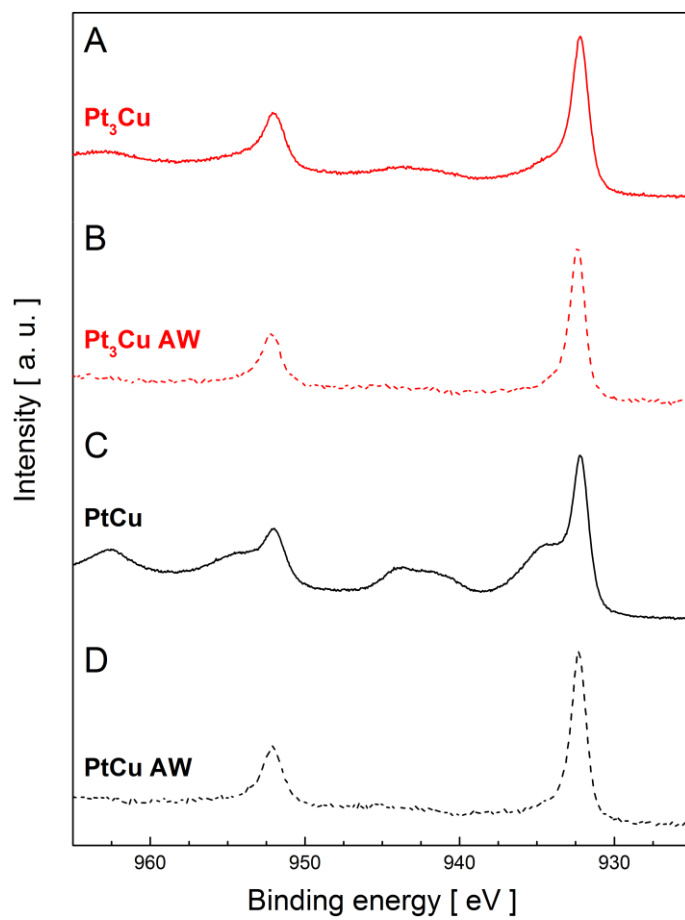 A
Pt₃Cu
B
Pt₃Cu AW
C
PtCu
D
PtCu AW
Intensity [ a. u. ]
960 950 940 930
Binding energy [ eV ]